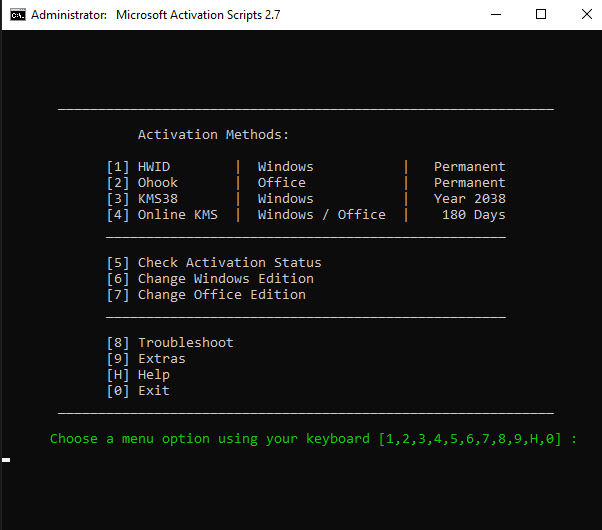 Administrator: Microsoft Activation Scripts 2.7
Activation Methods:
[1] HWID | Windows | Permanent
[2] Ohook | Office | Permanent
[3] KMS38 | Windows | Year 2038
[4] Online KMS | Windows / Office | 180 Days
[5] Check Activation Status
[6] Change Windows Edition
[7] Change Office Edition
[8] Troubleshoot
[9] Extras
[H] Help
[0] Exit
Choose a menu option using your keyboard [1,2,3,4,5,6,7,8,9,H,0] :